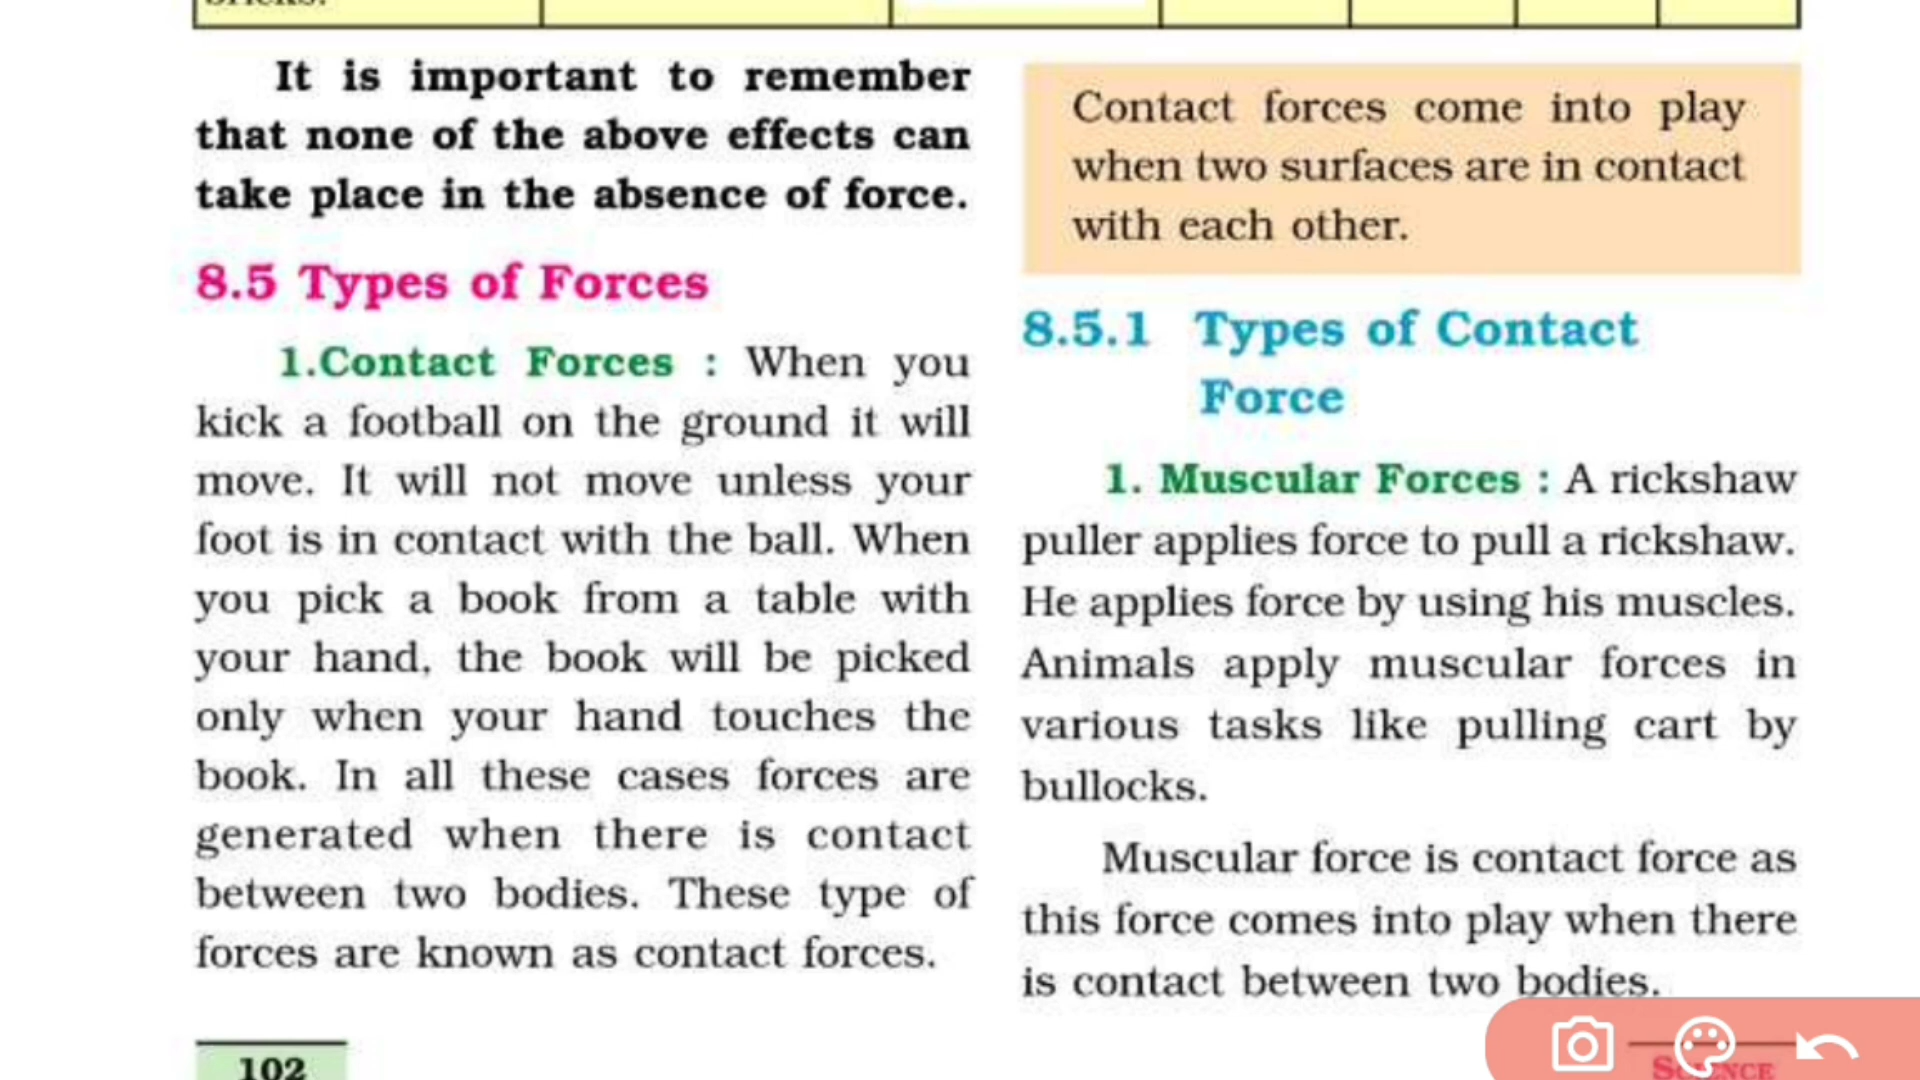 bricks.
It is important to remember
that none of the above effects can
take place in the absence of force.
8.5 Types of Forces
1.Contact Forces : When you
kick a football on the ground it will
move. It will not move unless your
foot is in contact with the ball. When
you pick a book from a table with
your hand, the book will be picked
only when your hand touches the
book. In all these cases forces are
generated when there is contact
between two bodies. These type of
forces are known as contact forces.
102
Contact forces come into play
when two surfaces are in contact
with each other.
8.5.1 Types of Contact
Force
1. Muscular Forces : A rickshaw
puller applies force to pull a rickshaw.
He applies force by using his muscles.
Animals apply muscular forces in
various tasks like pulling cart by
bullocks.
Muscular force is contact force as
this force comes into play when there
is contact between two bodies.
SCIENCE